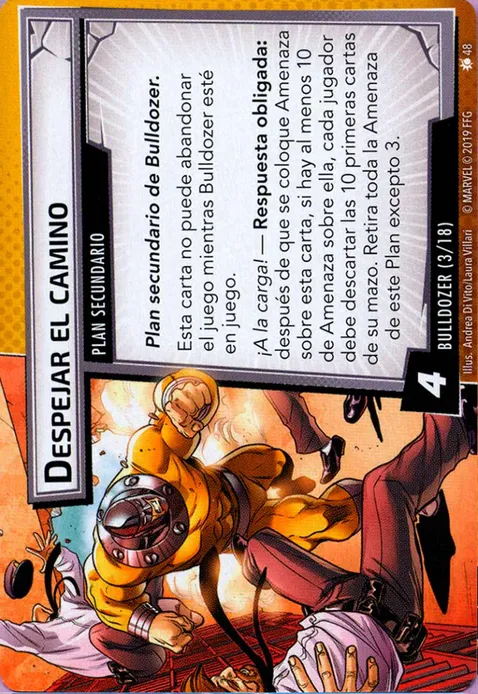 DESPEJAR EL CAMINO
PLAN SECUNDARIO
Plan secundario de Bulldozer.
Esta carta no puede abandonar
el juego mientras Bulldozer esté
en juego.
¡A la carga! — Respuesta obligada:
después de que se coloque Amenaza
sobre esta carta, si hay al menos 10
de Amenaza sobre ella, cada jugador
debe descartar las 10 primeras cartas
de su mazo. Retira toda la Amenaza
de este Plan excepto 3.
4
BULLDOZER (3/18)
Illus. Andrea Di Vito/Laura Villari © MARVEL © 2019 FFG 48